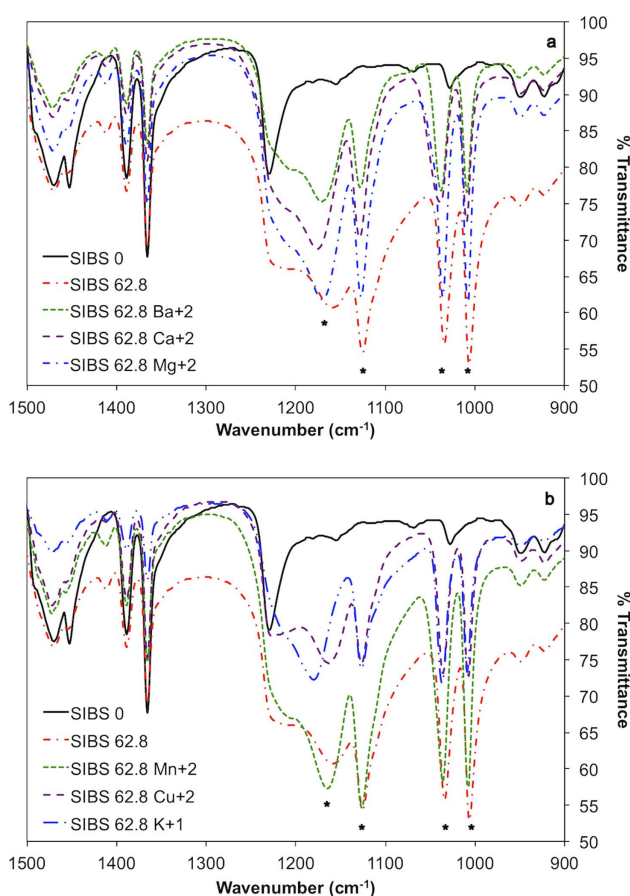 a
100
95
90
85
80
75
70
65
60
55
50
% Transmittance
SIBS 0
SIBS 62.8
SIBS 62.8 Ba+2
SIBS 62.8 Ca+2
SIBS 62.8 Mg+2
* * * *
1500 1400 1300 1200 1100 1000 900
Wavenumber (cm-1)
b
100
95
90
85
80
75
70
65
60
55
50
% Transmittance
SIBS 0
SIBS 62.8
SIBS 62.8 Mn+2
SIBS 62.8 Cu+2
SIBS 62.8 K+1
* * * *
1500 1400 1300 1200 1100 1000 900
Wavenumber (cm-1)